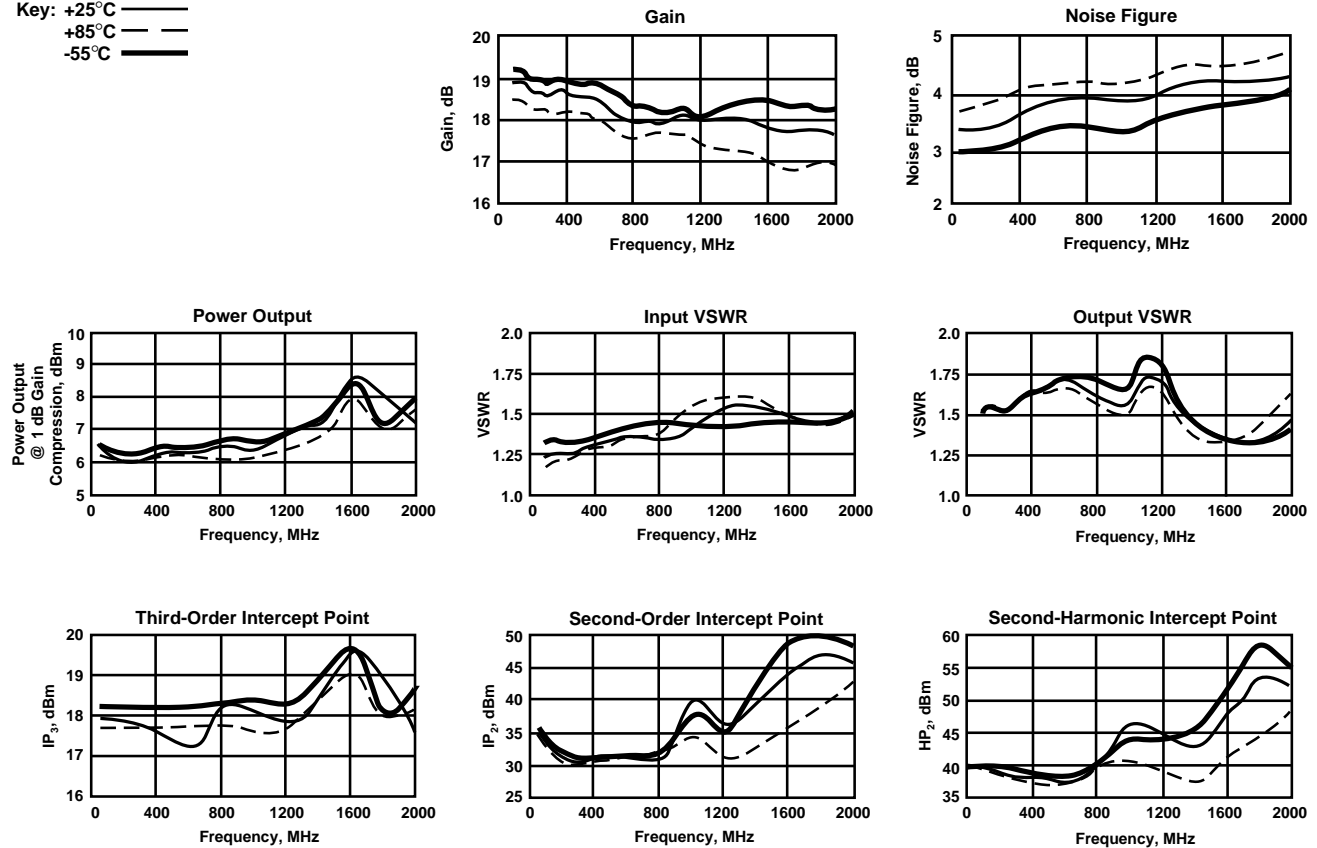 Key: +25°C
+85°C
-55°C
Gain
Gain, dB
20
19
18
17
16
0 400 800 1200 1600 2000
Frequency, MHz
Noise Figure
Noise Figure, dB
5
4
3
2
0 400 800 1200 1600 2000
Frequency, MHz
Power Output
Power Output
@ 1 dB Gain
Compression, dBm
10
9
8
7
6
5
0 400 800 1200 1600 2000
Frequency, MHz
Input VSWR
VSWR
2.0
1.75
1.5
1.25
1.0
0 400 800 1200 1600 2000
Frequency, MHz
Output VSWR
VSWR
2.0
1.75
1.50
1.25
1.0
0 400 800 1200 1600 2000
Frequency, MHz
Third-Order Intercept Point
IP3, dBm
20
19
18
17
16
0 400 800 1200 1600 2000
Frequency, MHz
Second-Order Intercept Point
IP2, dBm
50
45
40
35
30
25
0 400 800 1200 1600 2000
Frequency, MHz
Second-Harmonic Intercept Point
HP2, dBm
60
55
50
45
40
35
0 400 800 1200 1600 2000
Frequency, MHz